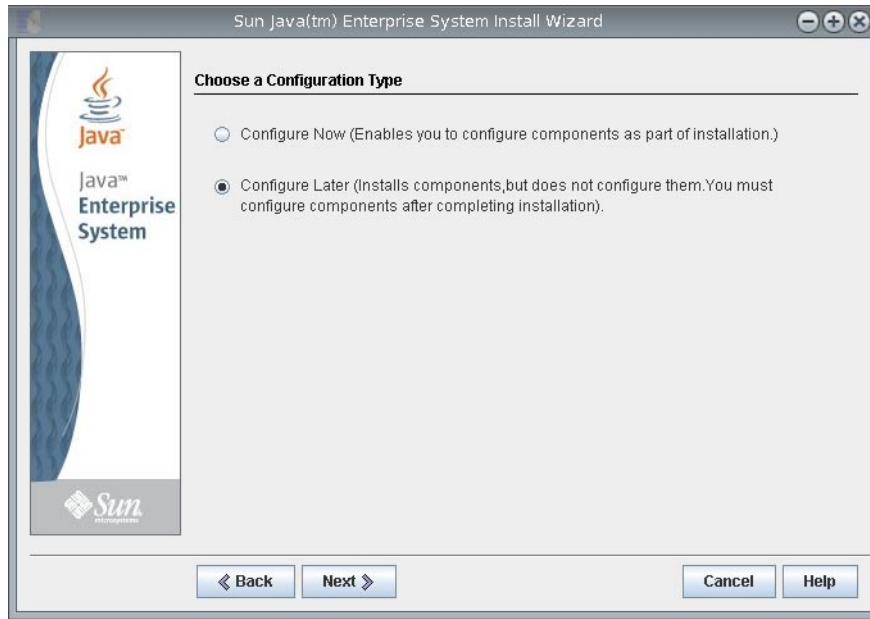 Sun Java(tm) Enterprise System Install Wizard
Java™
Java™
Enterprise
System
Sun
microsystems
Choose a Configuration Type
Configure Now (Enables you to configure components as part of installation.)
Configure Later (Installs components,but does not configure them.You must
configure components after completing installation).
Back
Next
Cancel
Help